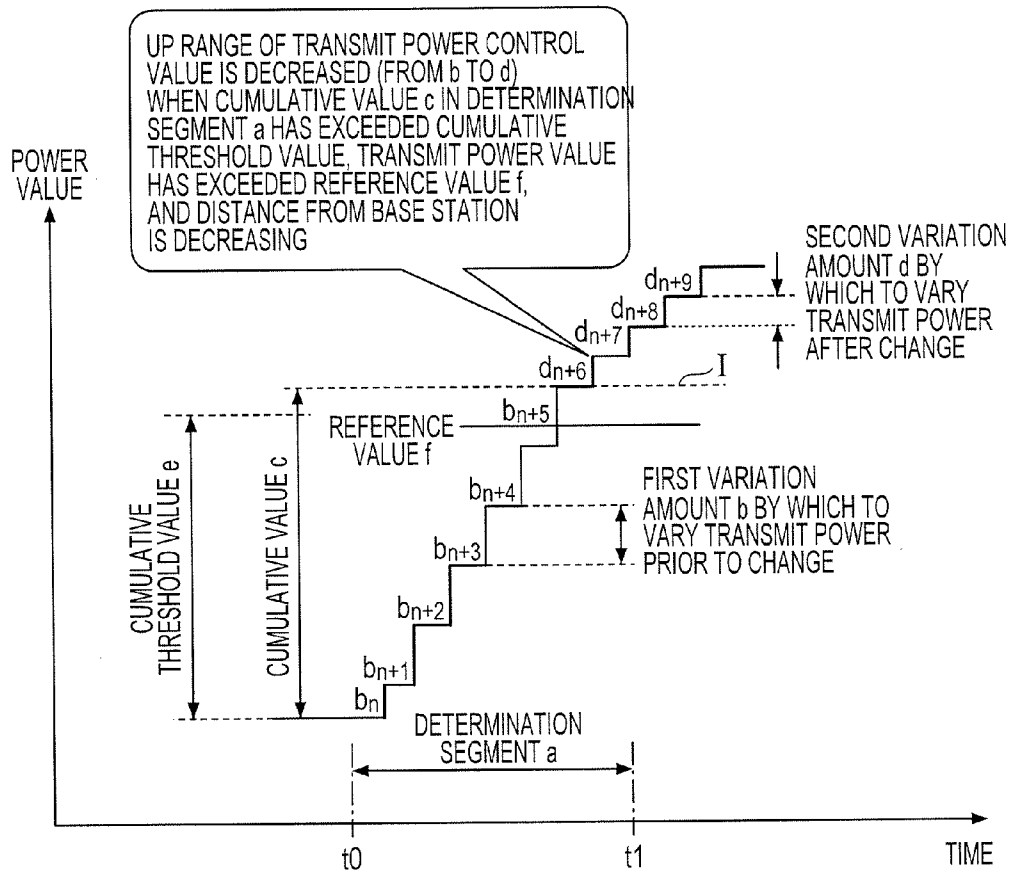 UP RANGE OF TRANSMIT POWER CONTROL
VALUE IS DECREASED (FROM b TO d)
WHEN CUMULATIVE VALUE c IN DETERMINATION
SEGMENT a HAS EXCEEDED CUMULATIVE
THRESHOLD VALUE, TRANSMIT POWER VALUE
HAS EXCEEDED REFERENCE VALUE f,
AND DISTANCE FROM BASE STATION
IS DECREASING
POWER
VALUE
SECOND VARIATION
AMOUNT d BY
WHICH TO VARY
TRANSMIT POWER
AFTER CHANGE
dn+9
dn+8
dn+7
dn+6
I
bn+5
REFERENCE
VALUE f
bn+4
FIRST VARIATION
AMOUNT b BY WHICH TO
VARY TRANSMIT POWER
PRIOR TO CHANGE
bn+3
bn+2
bn+1
bn
CUMULATIVE
THRESHOLD VALUE e
CUMULATIVE VALUE c
DETERMINATION
SEGMENT a
t0
t1
TIME